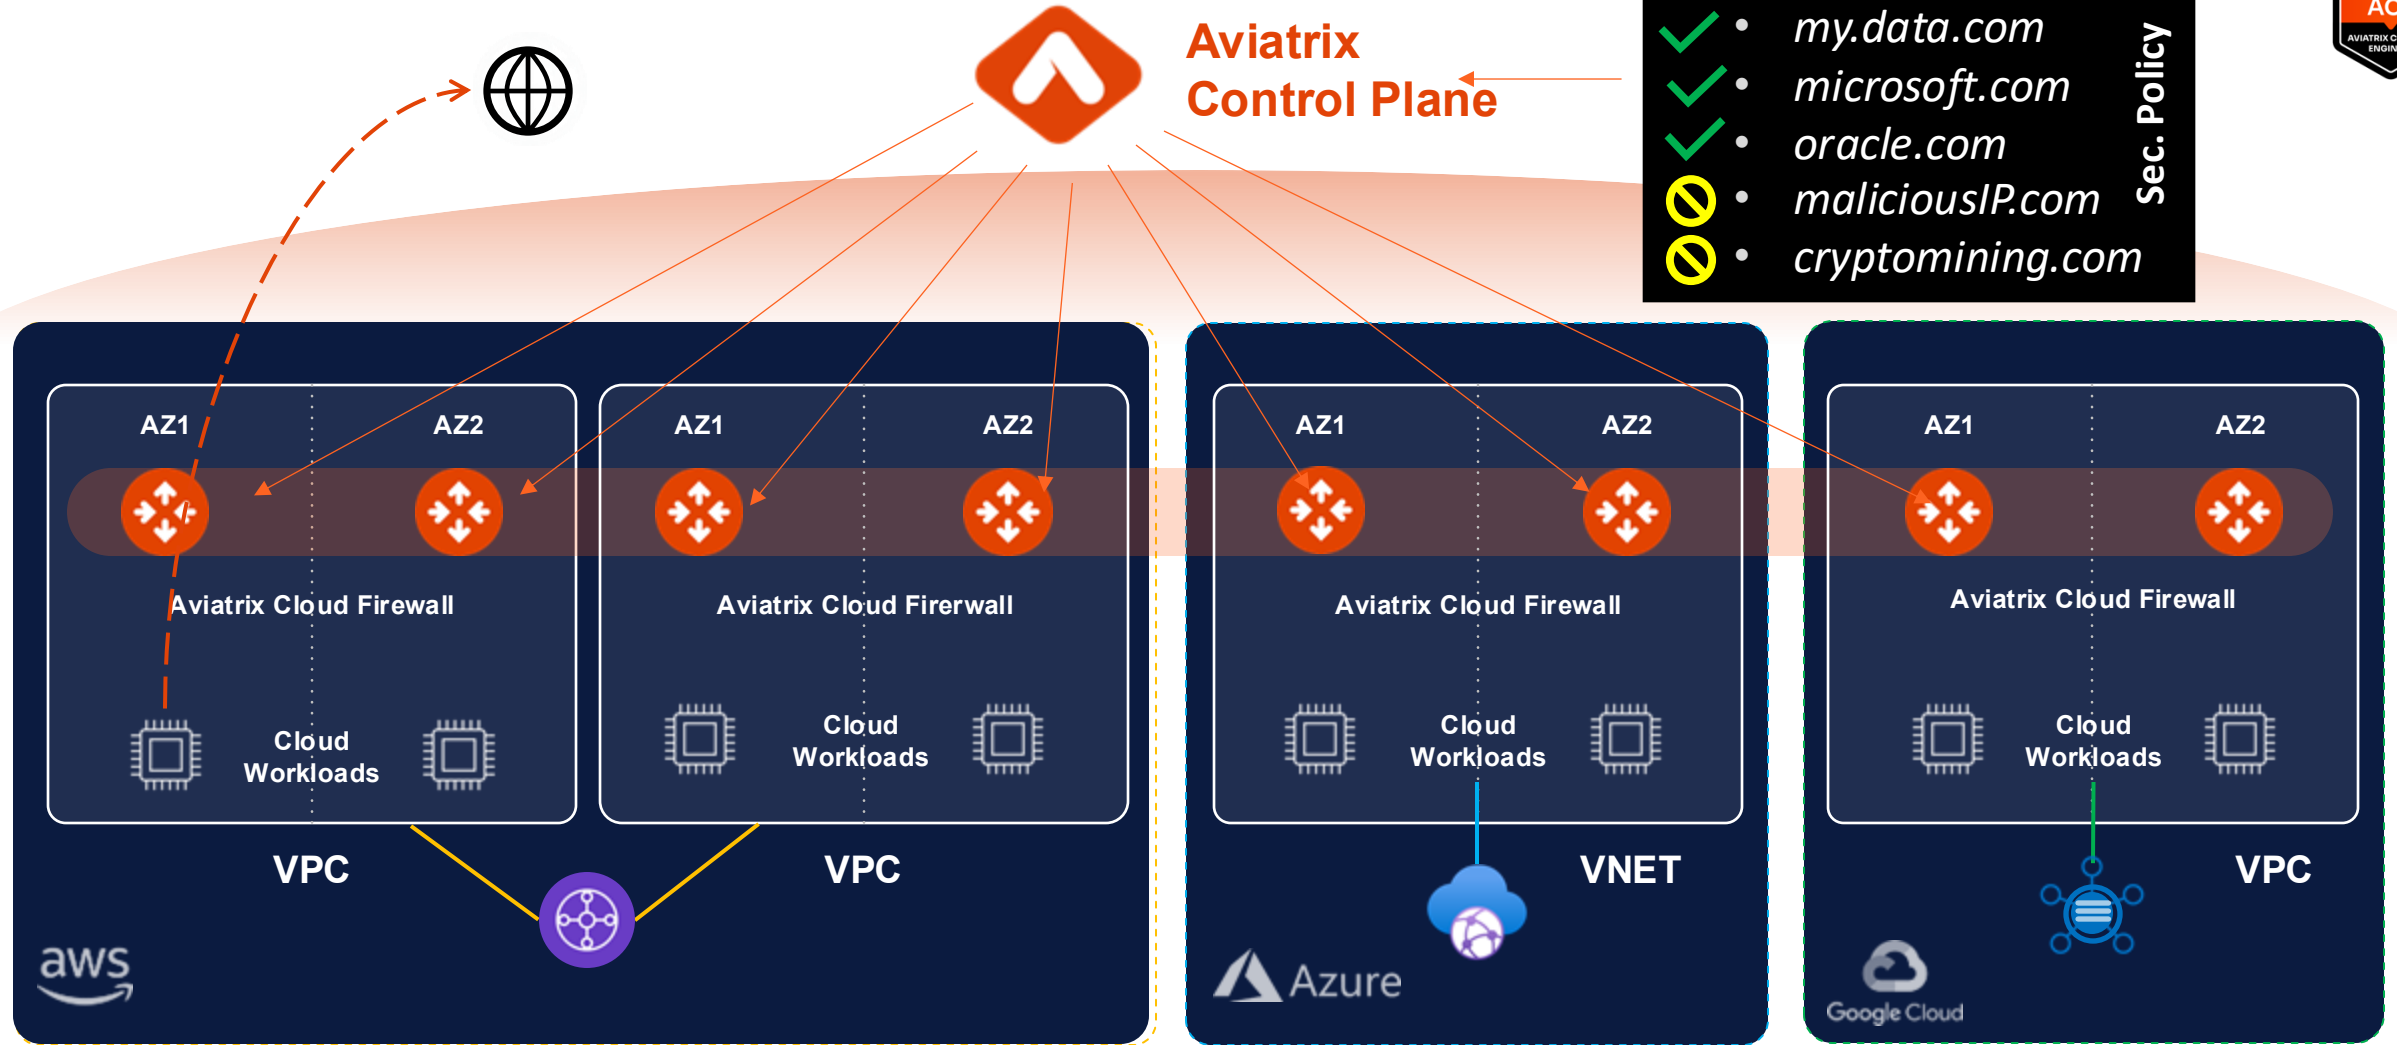 Aviatrix
Control Plane
my.data.com
microsoft.com
oracle.com
maliciousIP.com
cryptomining.com
Sec. Policy
AZ1
AZ2
AZ1
AZ2
AZ1
AZ2
AZ1
AZ2
Aviatrix Cloud Firewall
Aviatrix Cloud Firerwall
Aviatrix Cloud Firewall
Aviatrix Cloud Firewall
Cloud
Workloads
Cloud
Workloads
Cloud
Workloads
Cloud
Workloads
VPC
VPC
VNET
VPC
aws
Azure
Google Cloud